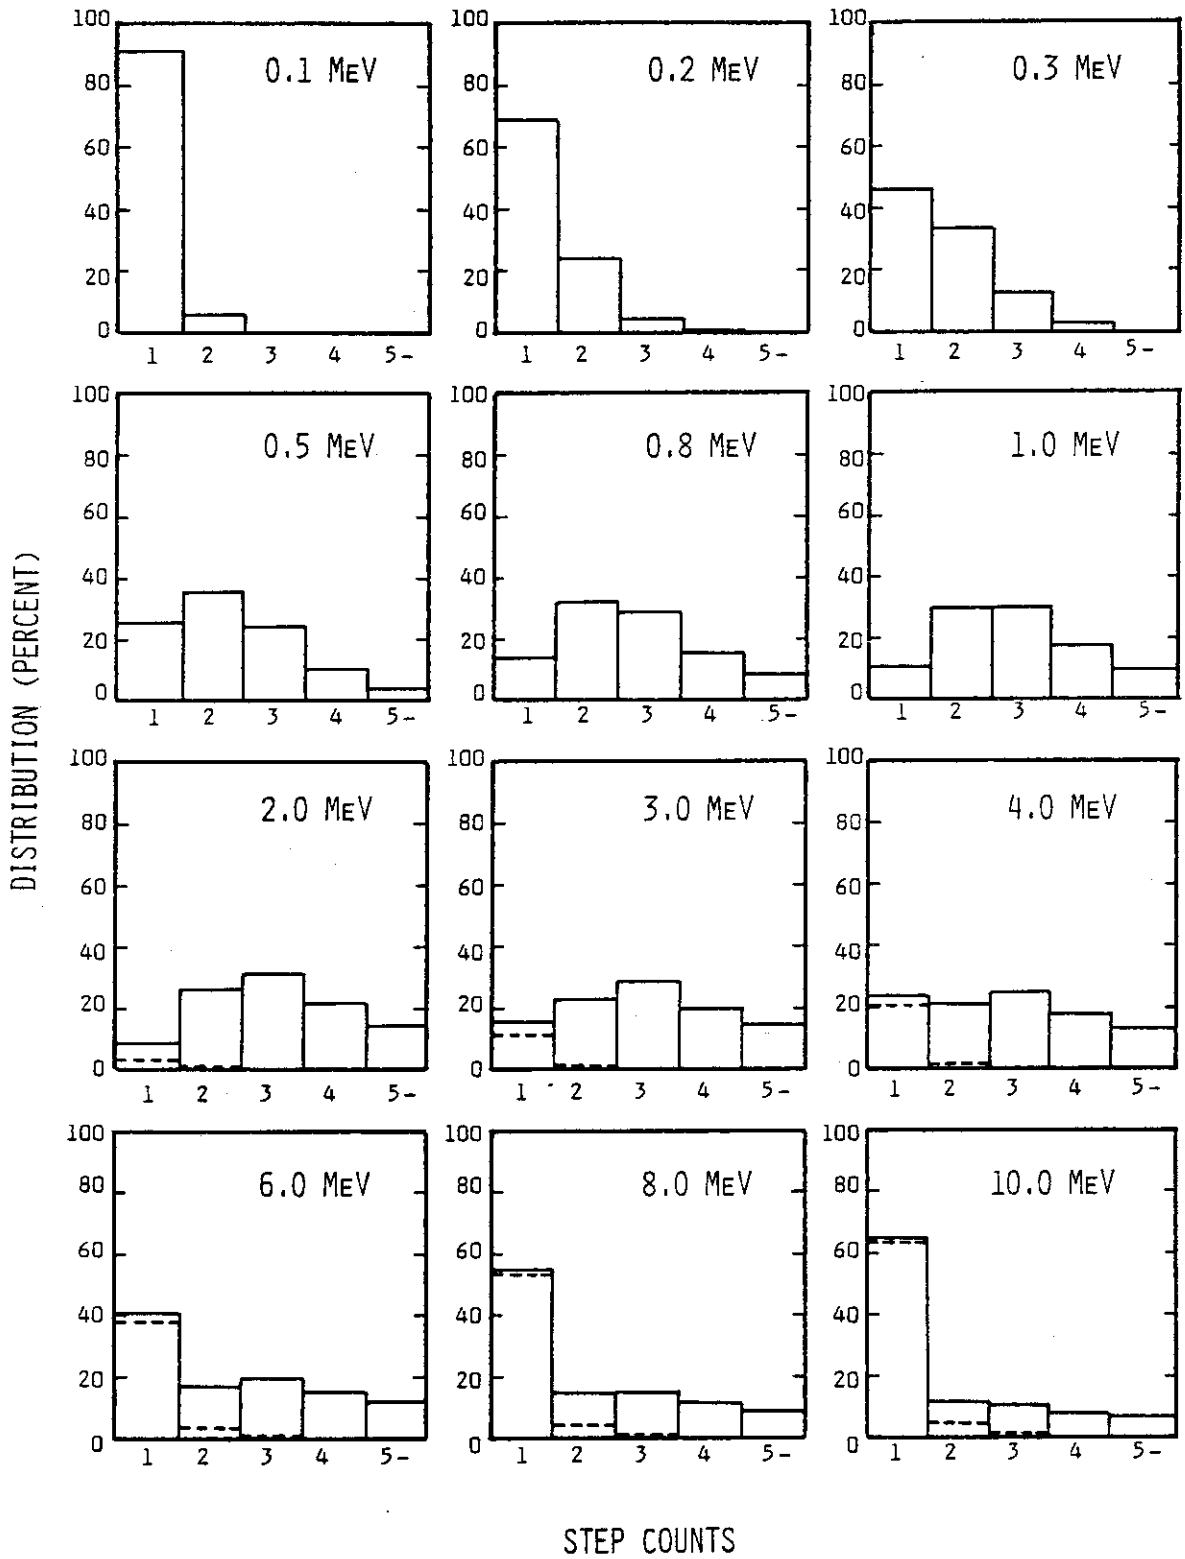 DISTRIBUTION (PERCENT)
100 100 100
0.1 MeV 0.2 MeV 0.3 MeV
80 80 80
60 60 60
40 40 40
20 20 20
0 0 0
1 2 3 4 5- 1 2 3 4 5- 1 2 3 4 5-
100 100 100
0.5 MeV 0.8 MeV 1.0 MeV
80 80 80
60 60 60
40 40 40
20 20 20
0 0 0
1 2 3 4 5- 1 2 3 4 5- 1 2 3 4 5-
100 100 100
2.0 MeV 3.0 MeV 4.0 MeV
80 80 80
60 60 60
40 40 40
20 20 20
0 0 0
1 2 3 4 5- 1 2 3 4 5- 1 2 3 4 5-
100 100 100
6.0 MeV 8.0 MeV 10.0 MeV
80 80 80
60 60 60
40 40 40
20 20 20
0 0 0
1 2 3 4 5- 1 2 3 4 5- 1 2 3 4 5-
STEP COUNTS